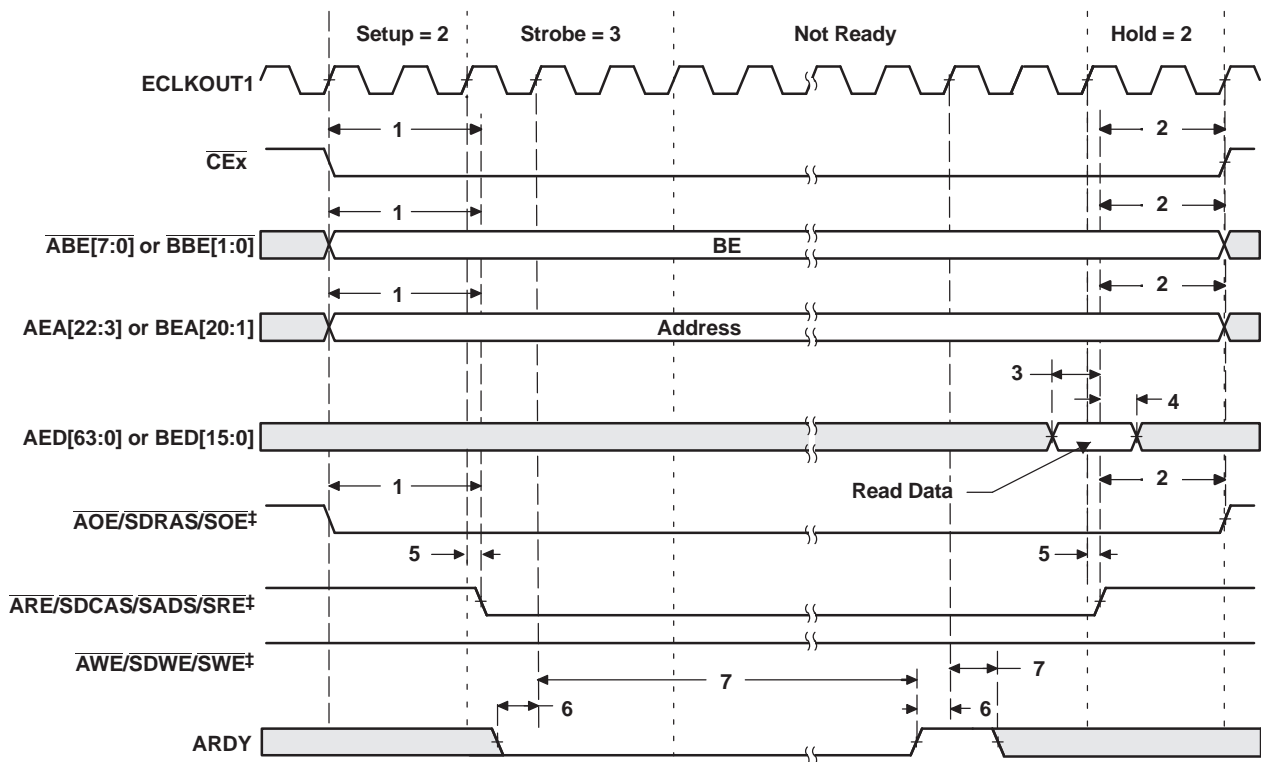 Setup = 2 Strobe = 3 Not Ready Hold = 2
ECLKOUT1
1 2
CEx
1 2
ABE[7:0] or BBE[1:0] BE
1 2
AEA[22:3] or BEA[20:1] Address
3
4
AED[63:0] or BED[15:0]
1 Read Data 2
AOE/SDRAS/SOE‡
5 5
ARE/SDCAS/SADS/SRE‡
AWE/SDWE/SWE‡
7 7
6 6
ARDY